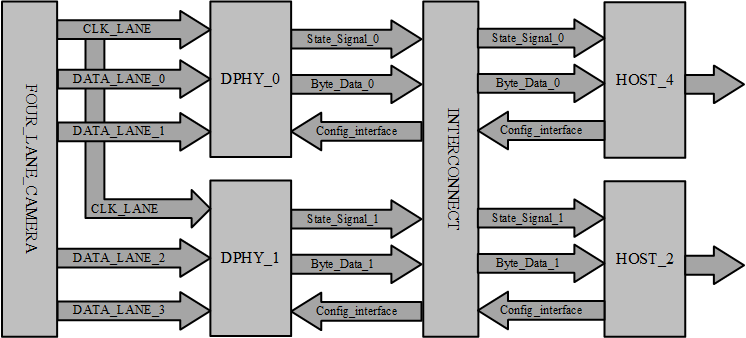 FOUR_LANE_CAMERA
CLK_LANE
DATA_LANE_0
DATA_LANE_1
CLK_LANE
DATA_LANE_2
DATA_LANE_3
DPHY_0
DPHY_1
State_Signal_0
Byte_Data_0
Config_interface
State_Signal_1
Byte_Data_1
Config_interface
INTERCONNECT
State_Signal_0
Byte_Data_0
Config_interface
State_Signal_1
Byte_Data_1
Config_interface
HOST_4
HOST_2